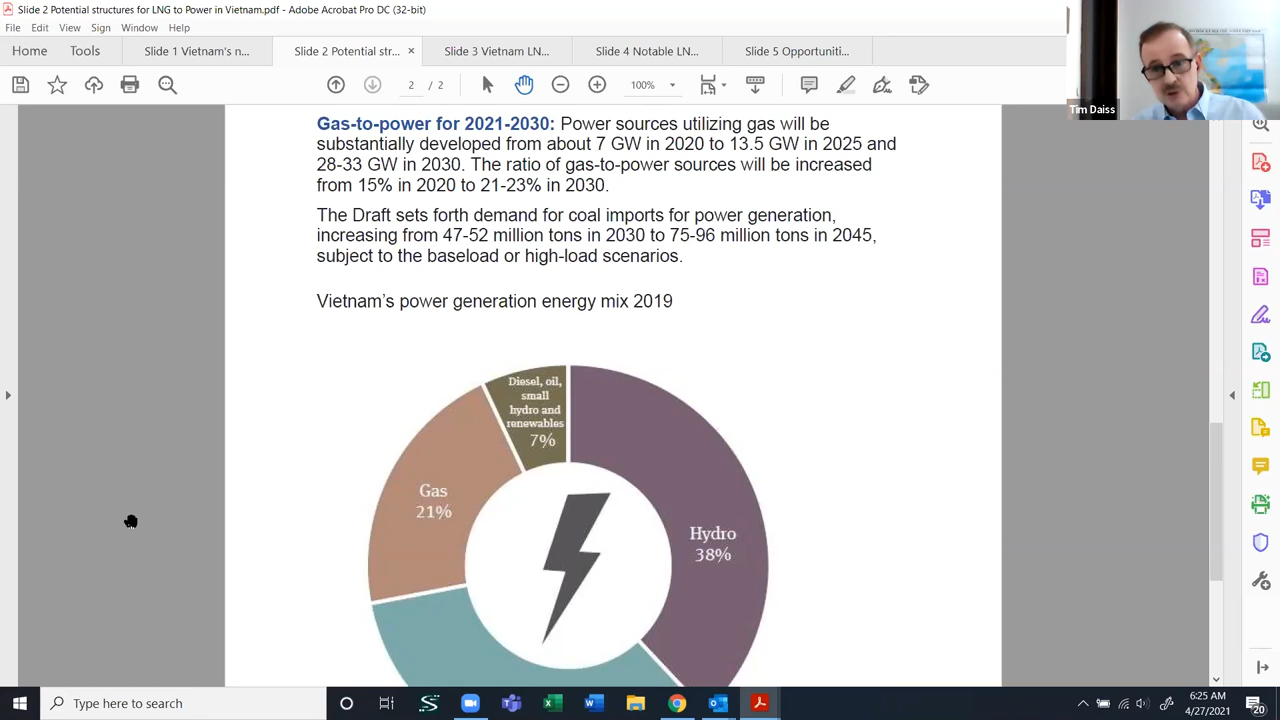 Slide 2 Potential structures for LNG to Power in Vietnam.pdf - Adobe Acrobat Pro DC (32-bit)
File Edit View Sign Window Help
Home Tools Slide 1 Vietnam's n... Slide 2 Potential str... × Slide 3 Vietnam LN... Slide 4 Notable LN... Slide 5 Opportuniti...
2 / 2 100%
Tim Daiss
Gas-to-power for 2021-2030: Power sources utilizing gas will be
substantially developed from about 7 GW in 2020 to 13.5 GW in 2025 and
28-33 GW in 2030. The ratio of gas-to-power sources will be increased
from 15% in 2020 to 21-23% in 2030.
The Draft sets forth demand for coal imports for power generation,
increasing from 47-52 million tons in 2030 to 75-96 million tons in 2045,
subject to the baseload or high-load scenarios.
Vietnam's power generation energy mix 2019
Diesel, oil,
small
hydro and
renewables
7%
Gas
21%
Hydro
38%
Type here to search
6:25 AM
4/27/2021
20